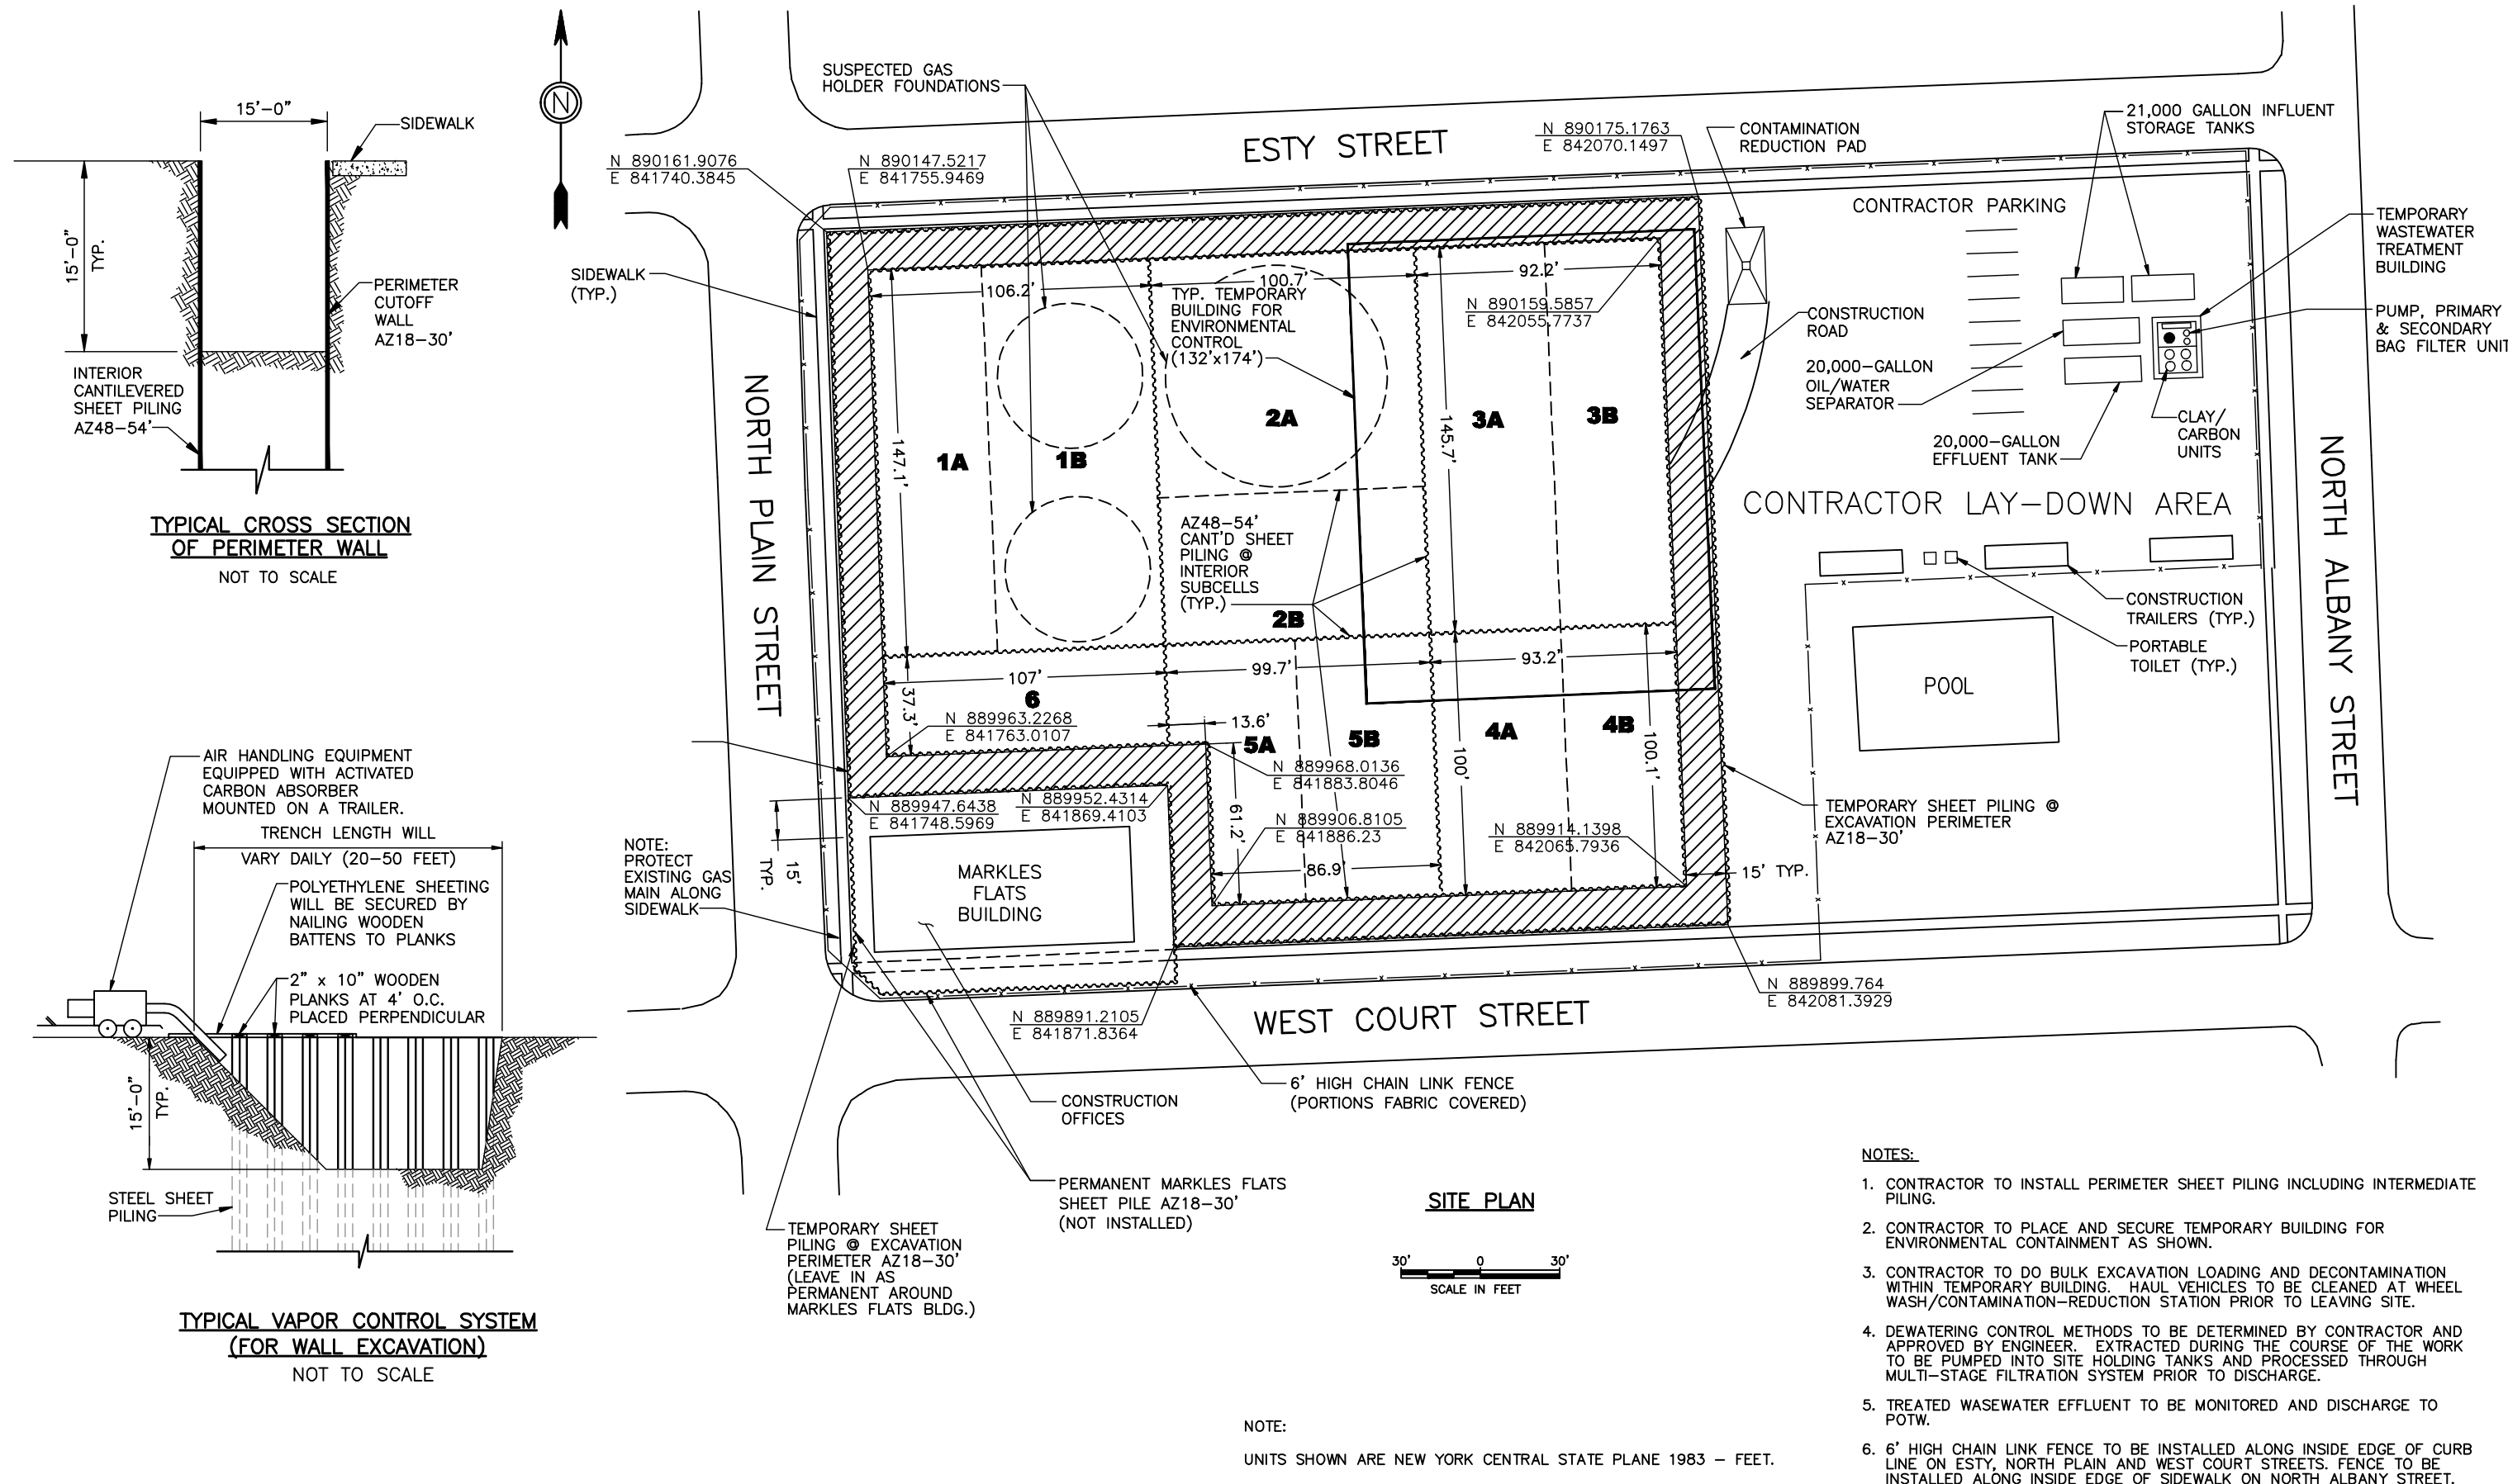 15'-0"
SIDEWALK
15'-0"
TYP.
PERIMETER
CUTOFF
WALL
AZ18-30'
INTERIOR
CANTILEVERED
SHEET PILING
AZ48-54'
TYPICAL CROSS SECTION
OF PERIMETER WALL
NOT TO SCALE
N
AIR HANDLING EQUIPMENT
EQUIPPED WITH ACTIVATED
CARBON ABSORBER
MOUNTED ON A TRAILER.
TRENCH LENGTH WILL
VARY DAILY (20-50 FEET)
POLYETHYLENE SHEETING
WILL BE SECURED BY
NAILING WOODEN
BATTENS TO PLANKS
2" x 10" WOODEN
PLANKS AT 4' O.C.
PLACED PERPENDICULAR
15'-0"
TYP.
STEEL SHEET
PILING
TYPICAL VAPOR CONTROL SYSTEM
(FOR WALL EXCAVATION)
NOT TO SCALE
SUSPECTED GAS
HOLDER FOUNDATIONS
ESTY STREET
N 890175.1763
E 842070.1497
CONTAMINATION
REDUCTION PAD
21,000 GALLON INFLUENT
STORAGE TANKS
N 890161.9076
E 841740.3845
N 890147.5217
E 841755.9469
CONTRACTOR PARKING
TEMPORARY
WASTEWATER
TREATMENT
BUILDING
SIDEWALK
(TYP.)
106.2'
100.7'
92.2'
TYP. TEMPORARY
BUILDING FOR
ENVIRONMENTAL
CONTROL
(132'x174')
N 890159.5857
E 842055.7737
CONSTRUCTION
ROAD
PUMP, PRIMARY
& SECONDARY
BAG FILTER UNIT
20,000-GALLON
OIL/WATER
SEPARATOR
20,000-GALLON
EFFLUENT TANK
CLAY/
CARBON
UNITS
NORTH PLAIN STREET
147.1'
1A
1B
2A
145.7'
3A
3B
CONTRACTOR LAY-DOWN AREA
NORTH ALBANY STREET
AZ48-54'
CANT'D SHEET
PILING @
INTERIOR
SUBCELLS
(TYP.)
2B
CONSTRUCTION
TRAILERS (TYP.)
PORTABLE
TOILET (TYP.)
POOL
107'
99.7'
93.2'
37.3'
6
N 889963.2268
E 841763.0107
13.6'
5A
5B
4A
4B
100'
100.1'
N 889968.0136
E 841883.8046
N 889947.6438
E 841748.5969
N 889952.4314
E 841869.4103
61.2'
N 889906.8105
E 841886.23
N 889914.1398
E 842065.7936
86.9'
15' TYP.
TEMPORARY SHEET PILING @
EXCAVATION PERIMETER
AZ18-30'
NOTE:
PROTECT
EXISTING GAS
MAIN ALONG
SIDEWALK
15'
TYP.
MARKLES
FLATS
BUILDING
N 889891.2105
E 841871.8364
WEST COURT STREET
N 889899.764
E 842081.3929
6' HIGH CHAIN LINK FENCE
(PORTIONS FABRIC COVERED)
CONSTRUCTION
OFFICES
PERMANENT MARKLES FLATS
SHEET PILE AZ18-30'
(NOT INSTALLED)
TEMPORARY SHEET
PILING @ EXCAVATION
PERIMETER AZ18-30'
(LEAVE IN AS
PERMANENT AROUND
MARKLES FLATS BLDG.)
SITE PLAN
30' 0 30'
SCALE IN FEET
NOTE:
UNITS SHOWN ARE NEW YORK CENTRAL STATE PLANE 1983 - FEET.
NOTES:
1. CONTRACTOR TO INSTALL PERIMETER SHEET PILING INCLUDING INTERMEDIATE
PILING.
2. CONTRACTOR TO PLACE AND SECURE TEMPORARY BUILDING FOR
ENVIRONMENTAL CONTAINMENT AS SHOWN.
3. CONTRACTOR TO DO BULK EXCAVATION LOADING AND DECONTAMINATION
WITHIN TEMPORARY BUILDING. HAUL VEHICLES TO BE CLEANED AT WHEEL
WASH/CONTAMINATION-REDUCTION STATION PRIOR TO LEAVING SITE.
4. DEWATERING CONTROL METHODS TO BE DETERMINED BY CONTRACTOR AND
APPROVED BY ENGINEER. EXTRACTED DURING THE COURSE OF THE WORK
TO BE PUMPED INTO SITE HOLDING TANKS AND PROCESSED THROUGH
MULTI-STAGE FILTRATION SYSTEM PRIOR TO DISCHARGE.
5. TREATED WASEWATER EFFLUENT TO BE MONITORED AND DISCHARGE TO
POTW.
6. 6' HIGH CHAIN LINK FENCE TO BE INSTALLED ALONG INSIDE EDGE OF CURB
LINE ON ESTY, NORTH PLAIN AND WEST COURT STREETS. FENCE TO BE
INSTALLED ALONG INSIDE EDGE OF SIDEWALK ON NORTH ALBANY STREET.